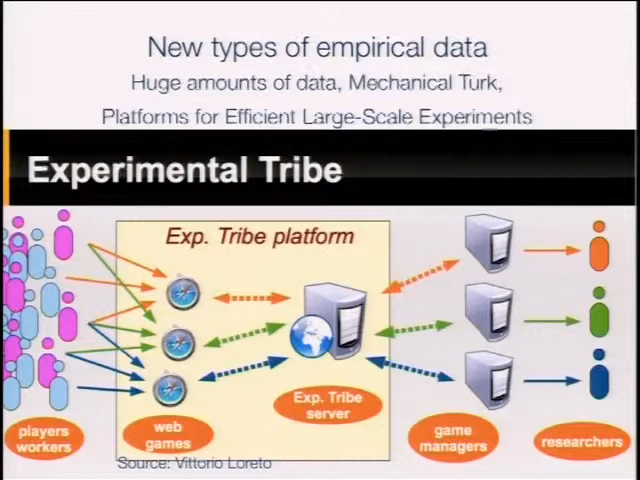 New types of empirical data
Huge amounts of data, Mechanical Turk,
Platforms for Efficient Large-Scale Experiments
Experimental Tribe
Exp. Tribe platform
players
workers
web
games
Exp. Tribe
server
game
managers
researchers
Source: Vittorio Loreto